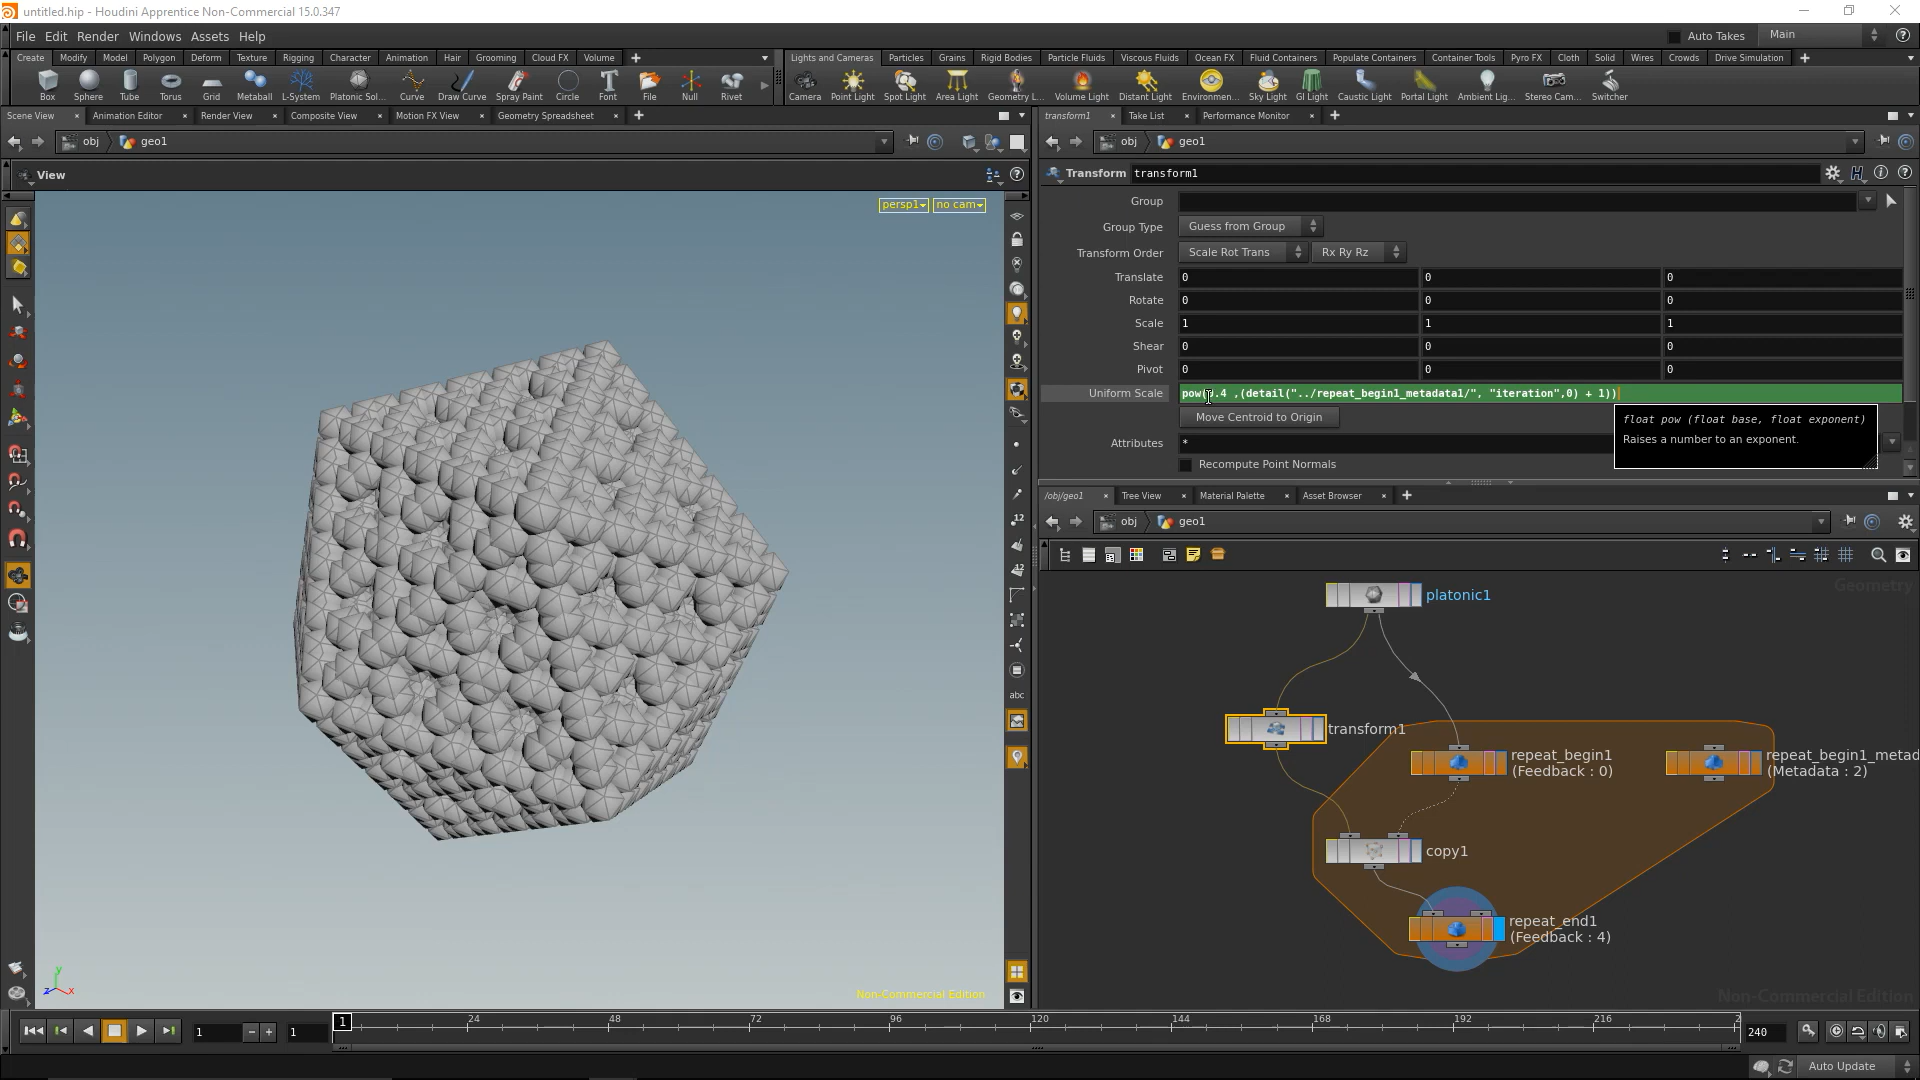 untitled.hip - Houdini Apprentice Non-Commercial 15.0.347
File Edit Render Windows Assets Help
Auto Takes Main
Create Modify Model Polygon Deform Texture Rigging Character Animation Hair Grooming Cloud FX Volume
Lights and Cameras Particles Grains Rigid Bodies Particle Fluids Viscous Fluids Ocean FX Fluid Containers Populate Containers Container Tools Pyro FX Cloth Solid Wires Crowds Drive Simulation
Box Sphere Tube Torus Grid Metaball L-System Platonic Sol... Curve Draw Curve Spray Paint Circle Font File Null Rivet
Camera Point Light Spot Light Area Light Geometry L... Volume Light Distant Light Environmen... Sky Light GI Light Caustic Light Portal Light Ambient Lig... Stereo Cam... Switcher
Scene View Animation Editor Render View Composite View Motion FX View Geometry Spreadsheet
transform1 Take List Performance Monitor
obj geo1
obj geo1
View
persp1 no cam
abc
y
z x
Non-Commercial Edition
Transform transform1
Group
Group Type Guess from Group
Transform Order Scale Rot Trans Rx Ry Rz
Translate 0 0 0
Rotate 0 0 0
Scale 1 1 1
Shear 0 0 0
Pivot 0 0 0
Uniform Scale .4 ,(detail("../repeat_begin1_metadata1/", "iteration",0) + 1))
Move Centroid to Origin
float pow (float base, float exponent)
Raises a number to an exponent.
Attributes *
Recompute Point Normals
/obj/geo1 Tree View Material Palette Asset Browser
obj geo1
Geometry
platonic1
transform1
repeat_begin1
(Feedback : 0)
repeat_begin1_metad
(Metadata : 2)
copy1
repeat_end1
(Feedback : 4)
Non-Commercial Edition
1 1 1 24 48 72 96 120 144 168 192 216 2 240
Auto Update